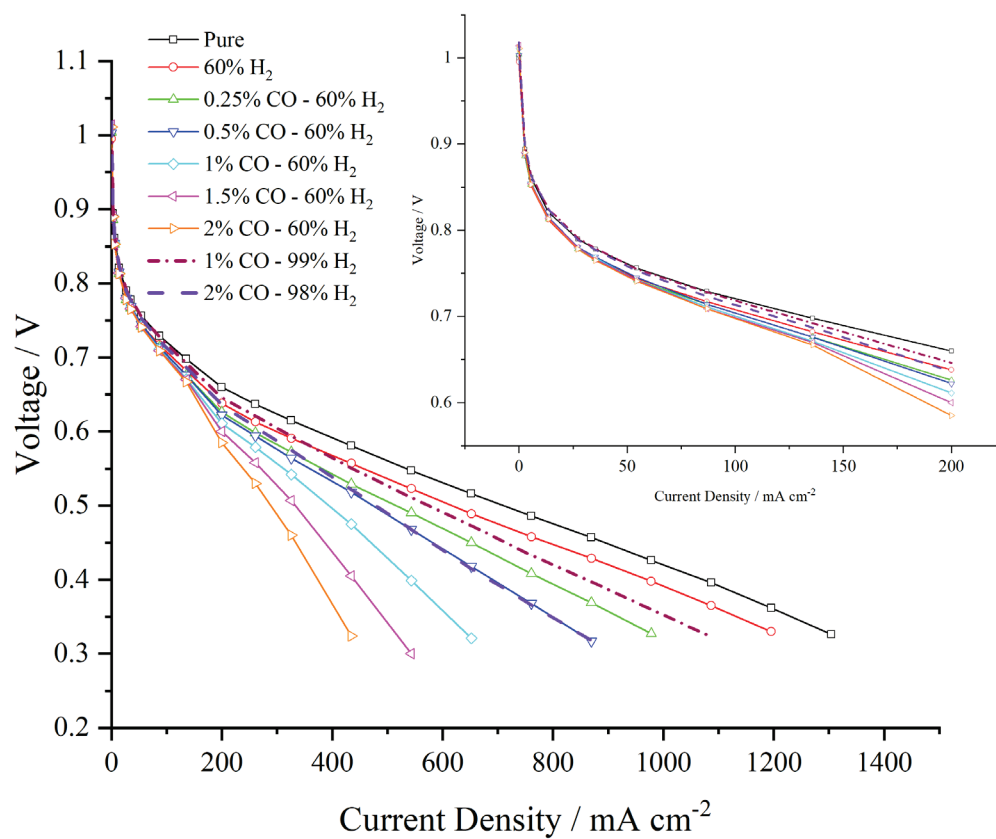 Pure
60% H₂
0.25% CO - 60% H₂
0.5% CO - 60% H₂
1% CO - 60% H₂
1.5% CO - 60% H₂
2% CO - 60% H₂
1% CO - 99% H₂
2% CO - 98% H₂
1.1
1
0.9
0.8
0.7
0.6
0.5
0.4
0.3
0.2
Voltage / V
0
200
400
600
800
1000
1200
1400
Current Density / mA cm⁻²
1
0.9
0.8
0.7
0.6
Voltage / V
0
50
100
150
200
Current Density / mA cm⁻²